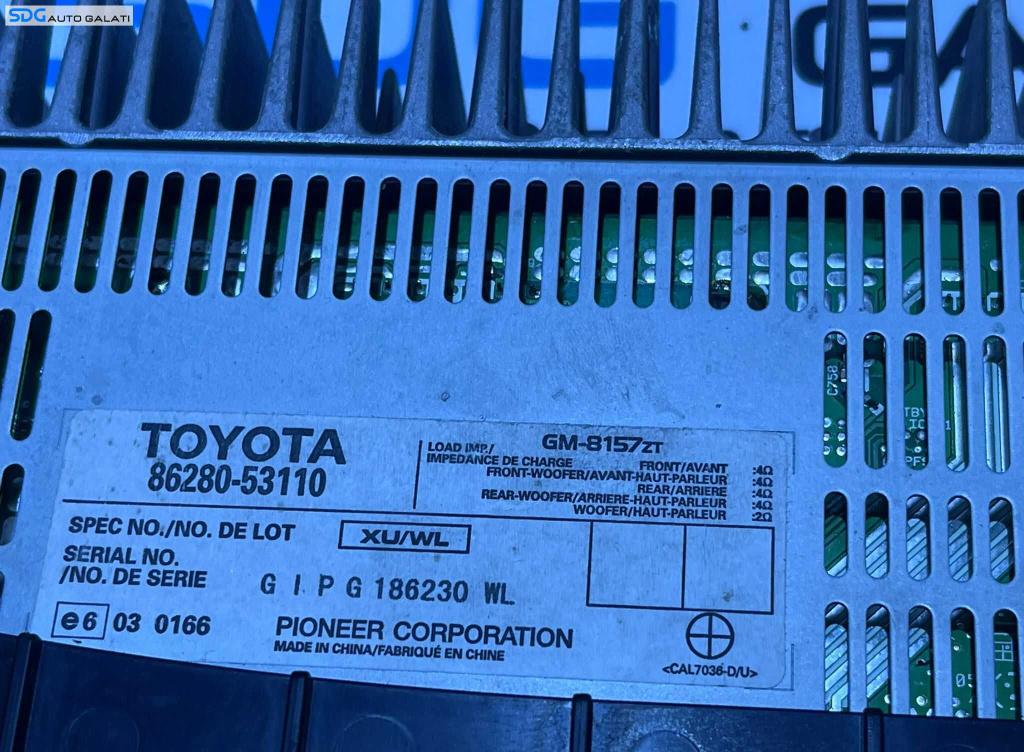 SDG AUTO GALATI
GA
C758
TOYOTA
86280-53110
GM-8157ZT
LOAD IMP./
IMPEDANCE DE CHARGE
FRONT/AVANT :4Ω
FRONT-WOOFER/AVANT-HAUT-PARLEUR :4Ω
REAR/ARRIERE :4Ω
REAR-WOOFER/ARRIERE-HAUT-PARLEUR :4Ω
WOOFER/HAUT-PARLEUR :2Ω
SPEC NO./NO. DE LOT XU/WL
SERIAL NO.
/NO. DE SERIE G I P G 186230 WL
e6 03 0166
PIONEER CORPORATION
MADE IN CHINA/FABRIQUÉ EN CHINE
<CAL7036-D/U>